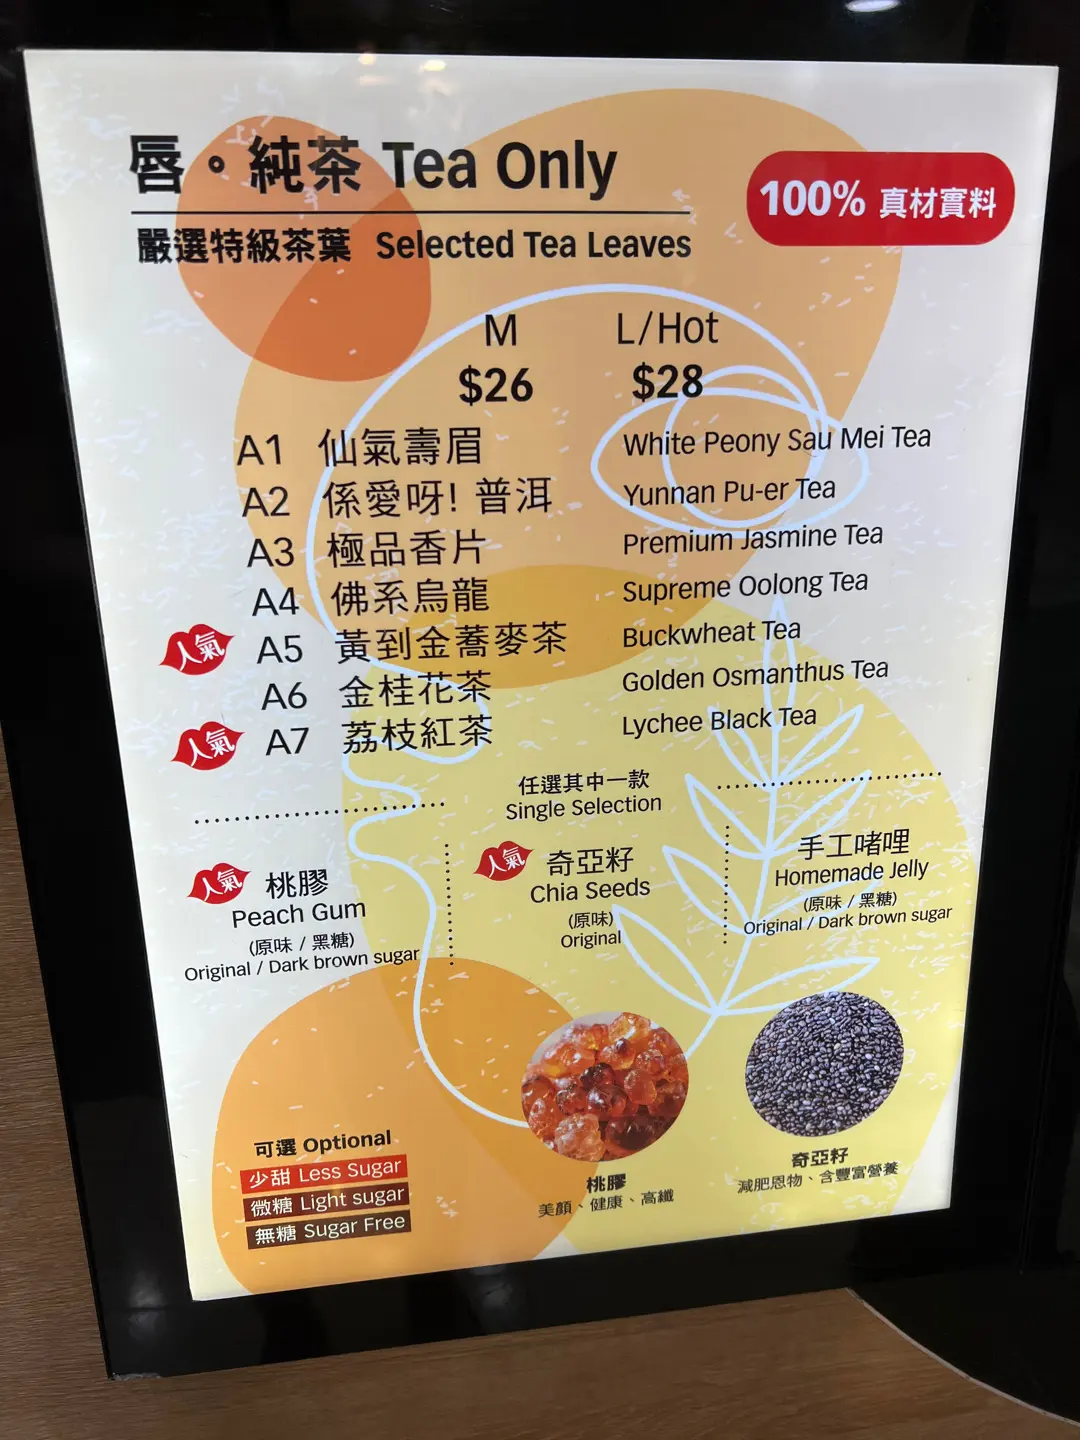 唇。純茶 Tea Only
100% 真材實料
嚴選特級茶葉 Selected Tea Leaves
M L/Hot
$26 $28
A1 仙氣壽眉 White Peony Sau Mei Tea
A2 係愛呀! 普洱 Yunnan Pu-er Tea
A3 極品香片 Premium Jasmine Tea
A4 佛系烏龍 Supreme Oolong Tea
人氣 A5 黃到金蕎麥茶 Buckwheat Tea
A6 金桂花茶 Golden Osmanthus Tea
人氣 A7 荔枝紅茶 Lychee Black Tea
任選其中一款
Single Selection
人氣 桃膠
Peach Gum
(原味 / 黑糖)
Original / Dark brown sugar
人氣 奇亞籽
Chia Seeds
(原味)
Original
手工啫哩
Homemade Jelly
(原味 / 黑糖)
Original / Dark brown sugar
可選 Optional
少甜 Less Sugar
微糖 Light sugar
無糖 Sugar Free
桃膠
美顏、健康、高纖
奇亞籽
減肥恩物、含豐富營養